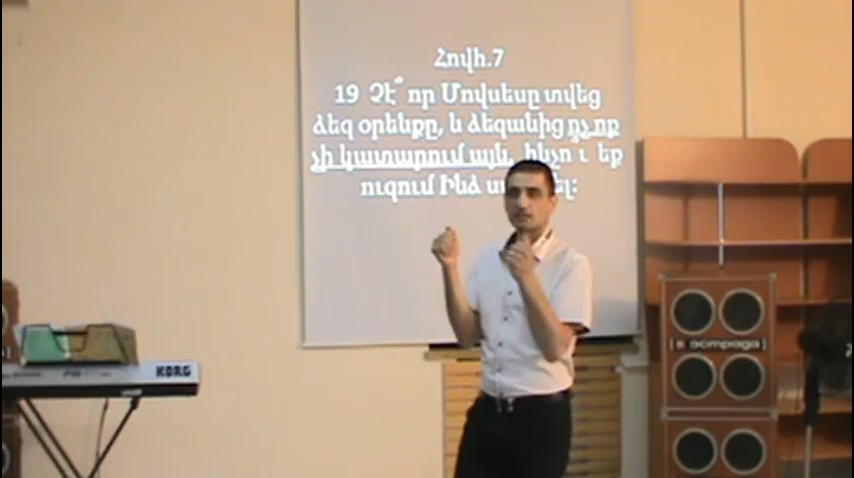 Հովհ.7
19 Չէ՞ որ Մովսեսը տվեց
ձեզ օրենքը, և ձեզանից ոչ ոք
չի կատարում այն. ինչո՞ւ եք
ուզում Ինձ
KORG
эстрада